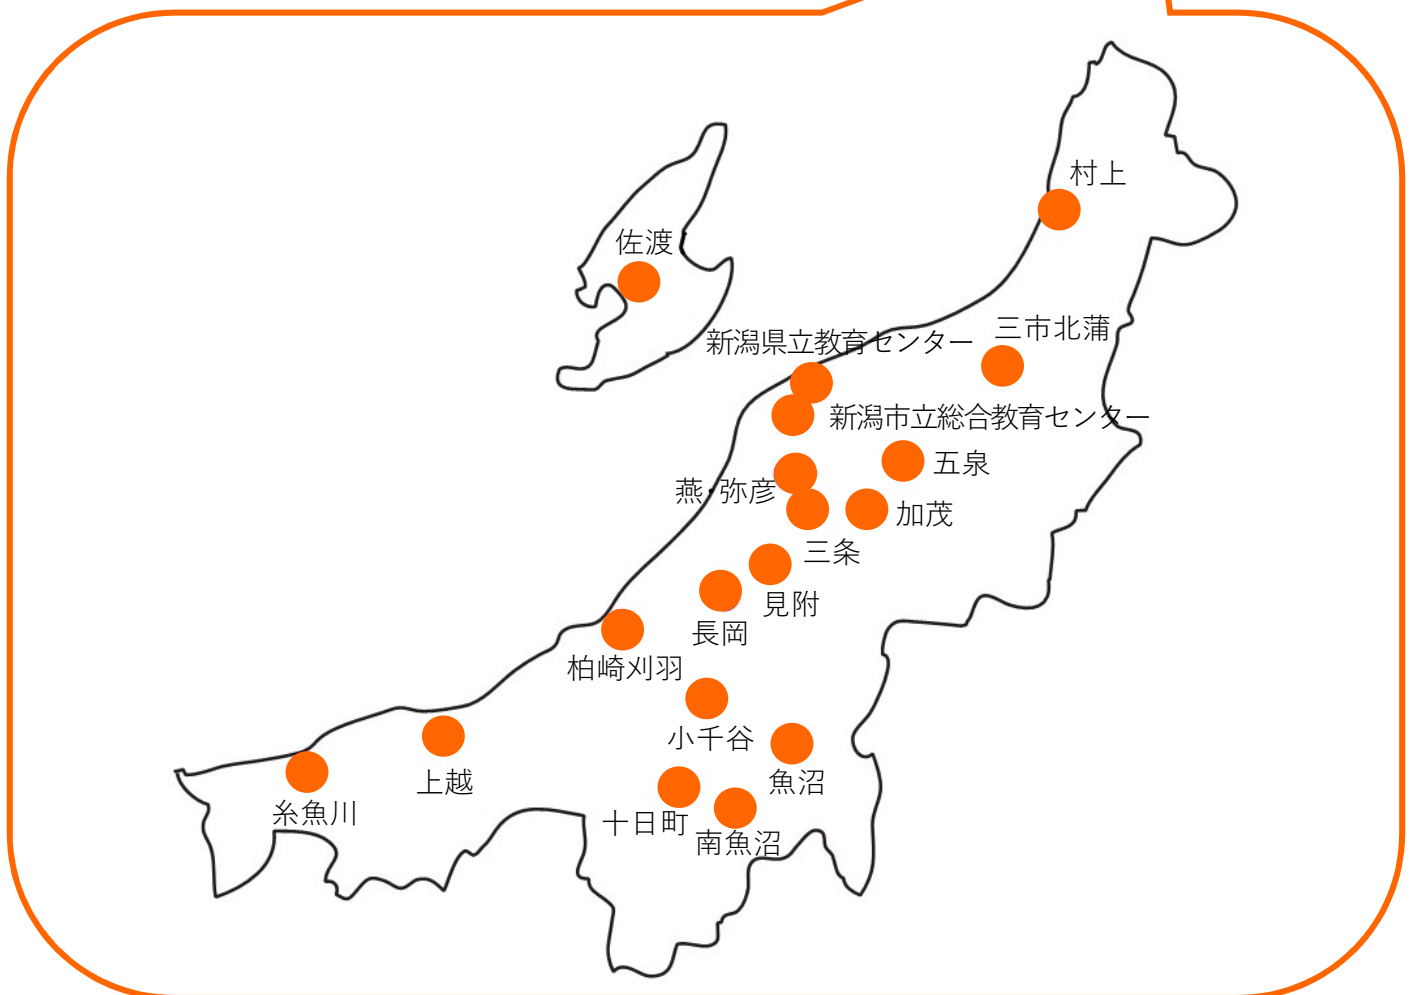 村上
佐渡
三市北蒲
新潟県立教育センター
新潟市立総合教育センター
五泉
燕・弥彦
加茂
三条
見附
長岡
柏崎刈羽
小千谷
魚沼
上越
糸魚川
十日町
南魚沼